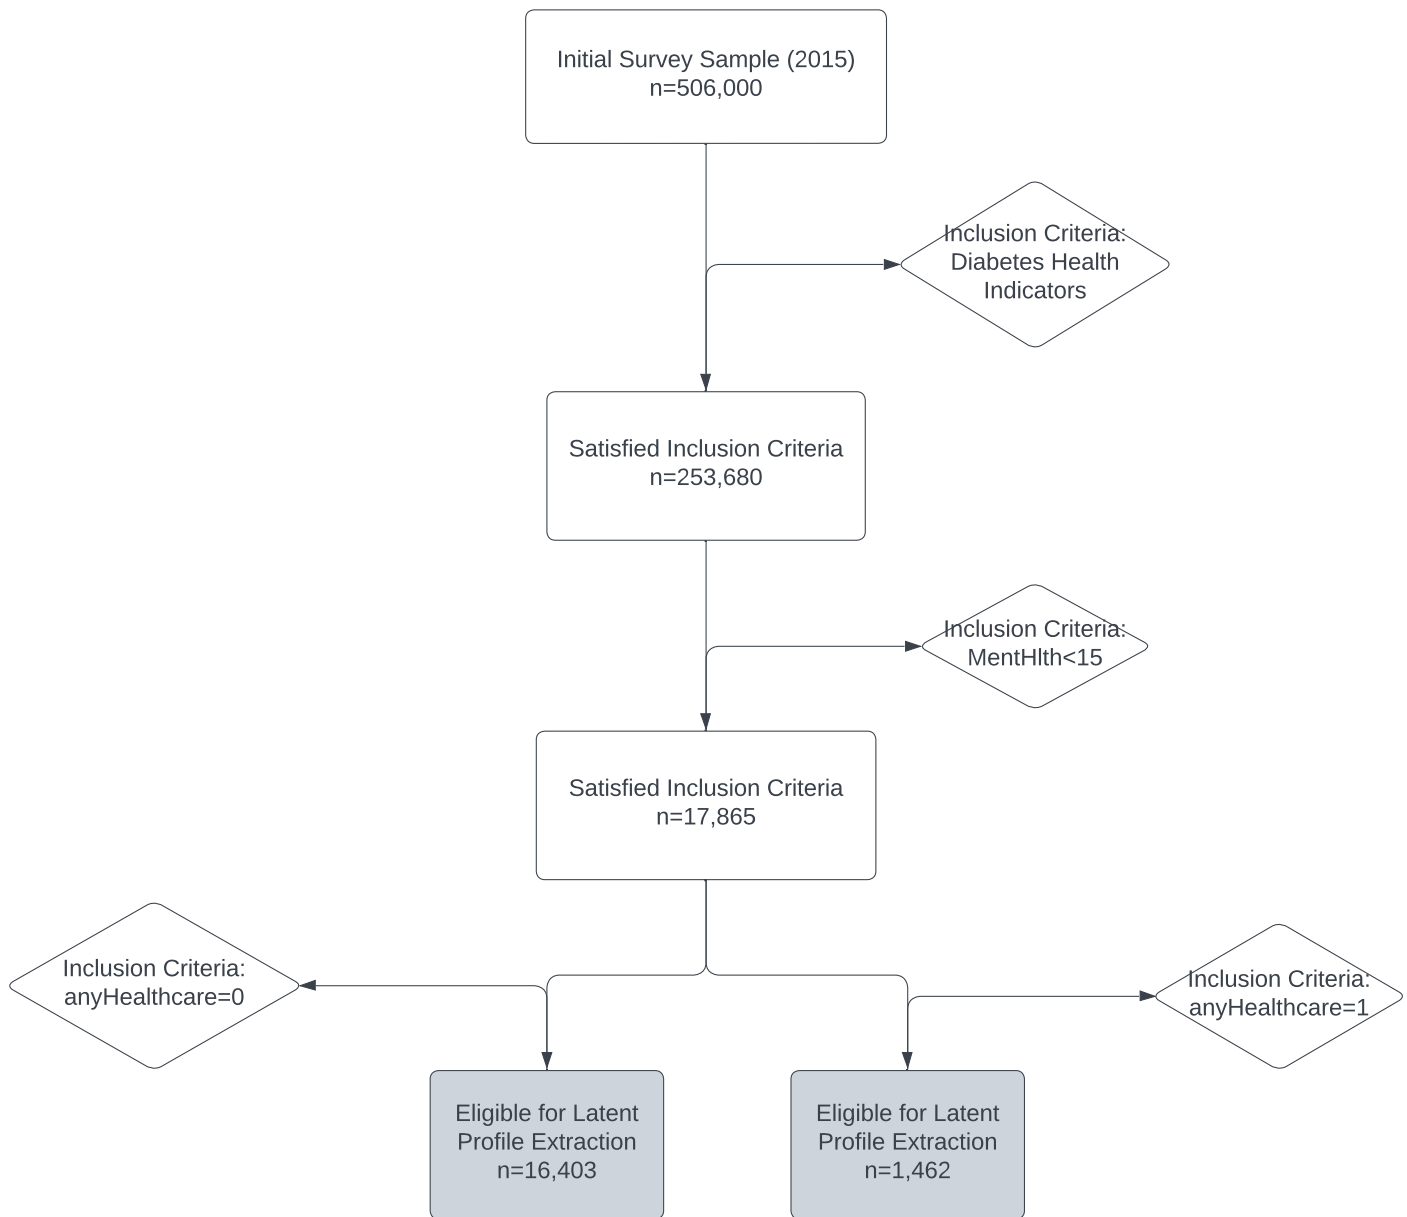 Initial Survey Sample (2015)
n=506,000
Inclusion Criteria:
Diabetes Health
Indicators
Satisfied Inclusion Criteria
n=253,680
Inclusion Criteria:
MentHlth<15
Satisfied Inclusion Criteria
n=17,865
Inclusion Criteria:
anyHealthcare=0
Inclusion Criteria:
anyHealthcare=1
Eligible for Latent
Profile Extraction
n=16,403
Eligible for Latent
Profile Extraction
n=1,462